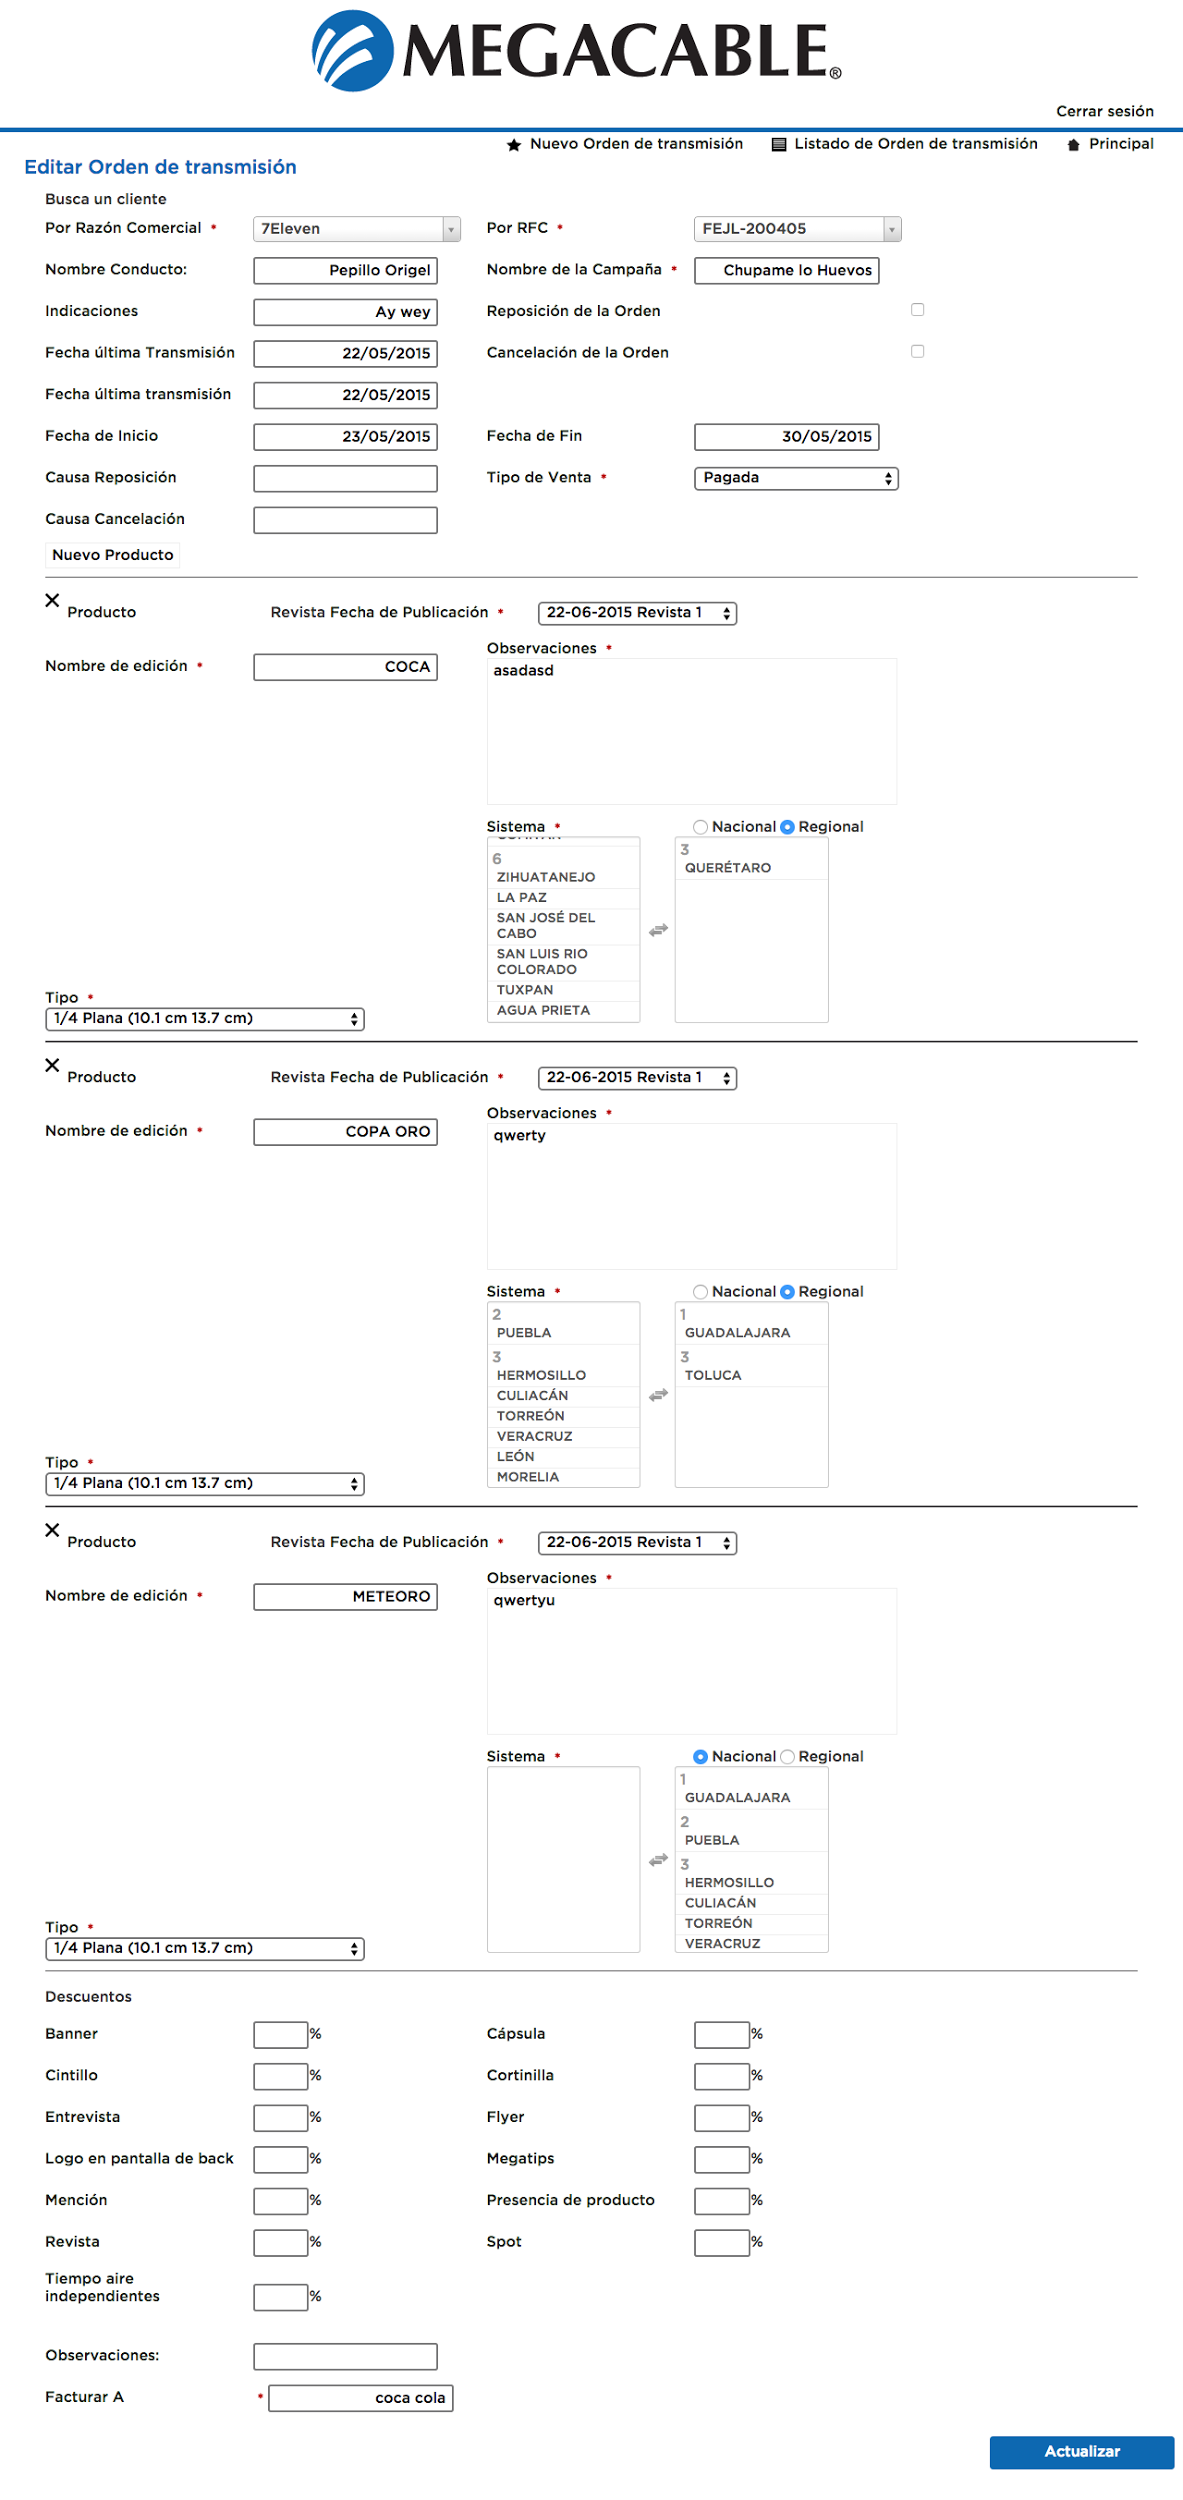 MEGACABLE®
Cerrar sesión
Nuevo Orden de transmisión Listado de Orden de transmisión Principal
Editar Orden de transmisión
Busca un cliente
Por Razón Comercial * 7Eleven Por RFC * FEJL-200405
Nombre Conducto: Pepillo Origel Nombre de la Campaña * Chupame lo Huevos
Indicaciones Ay wey Reposición de la Orden
Fecha última Transmisión 22/05/2015 Cancelación de la Orden
Fecha última transmisión 22/05/2015
Fecha de Inicio 23/05/2015 Fecha de Fin 30/05/2015
Causa Reposición Tipo de Venta * Pagada
Causa Cancelación
Nuevo Producto
Producto Revista Fecha de Publicación * 22-06-2015 Revista 1
Observaciones *
Nombre de edición * COCA asadasd
Sistema * Nacional Regional
6
ZIHUATANEJO
LA PAZ
SAN JOSÉ DEL
CABO
SAN LUIS RIO
COLORADO
TUXPAN
AGUA PRIETA
3
QUERÉTARO
Tipo *
1/4 Plana (10.1 cm 13.7 cm)
Producto Revista Fecha de Publicación * 22-06-2015 Revista 1
Observaciones *
Nombre de edición * COPA ORO qwerty
Sistema * Nacional Regional
2
PUEBLA
3
HERMOSILLO
CULIACÁN
TORREÓN
VERACRUZ
LEÓN
MORELIA
1
GUADALAJARA
3
TOLUCA
Tipo *
1/4 Plana (10.1 cm 13.7 cm)
Producto Revista Fecha de Publicación * 22-06-2015 Revista 1
Observaciones *
Nombre de edición * METEORO qwertyu
Sistema * Nacional Regional
1
GUADALAJARA
2
PUEBLA
3
HERMOSILLO
CULIACÁN
TORREÓN
VERACRUZ
Tipo *
1/4 Plana (10.1 cm 13.7 cm)
Descuentos
Banner % Cápsula %
Cintillo % Cortinilla %
Entrevista % Flyer %
Logo en pantalla de back % Megatips %
Mención % Presencia de producto %
Revista % Spot %
Tiempo aire
independientes %
Observaciones:
Facturar A * coca cola
Actualizar